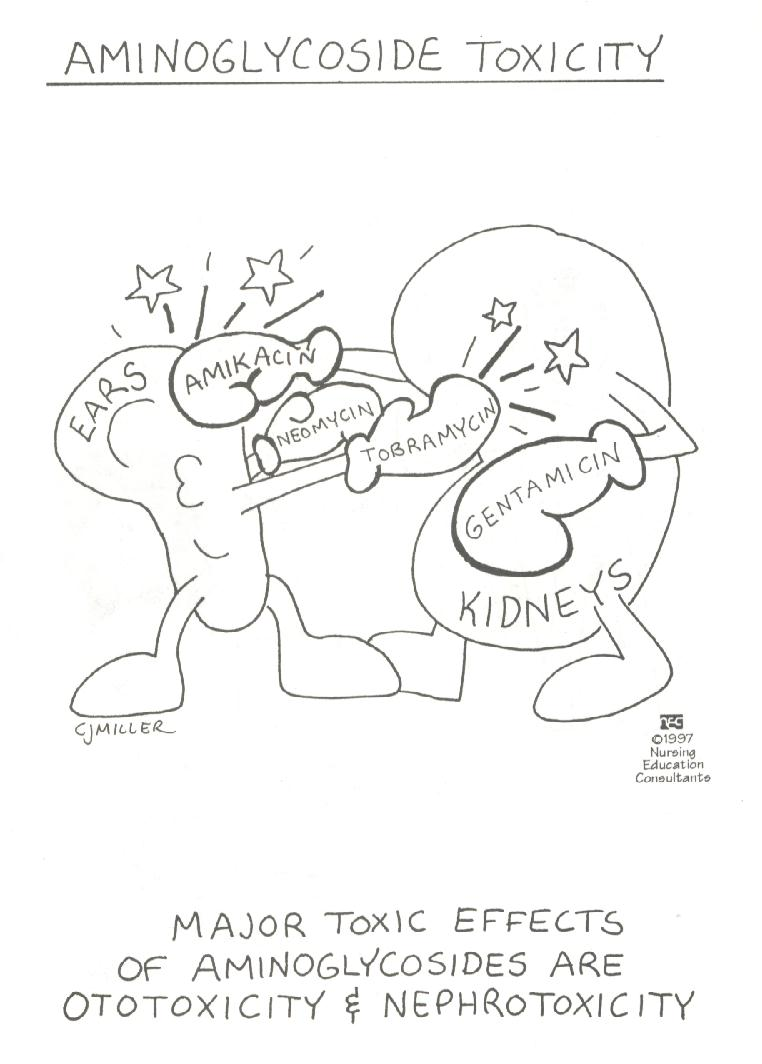 AMINOGLYCOSIDE TOXICITY
EARS
AMIKACIN
NEOMYCIN
TOBRAMYCIN
GENTAMICIN
KIDNEYS
CJMILLER
NEC
©1997
Nursing
Education
Consultants
MAJOR TOXIC EFFECTS
OF AMINOGLYCOSIDES ARE
OTOTOXICITY & NEPHROTOXICITY